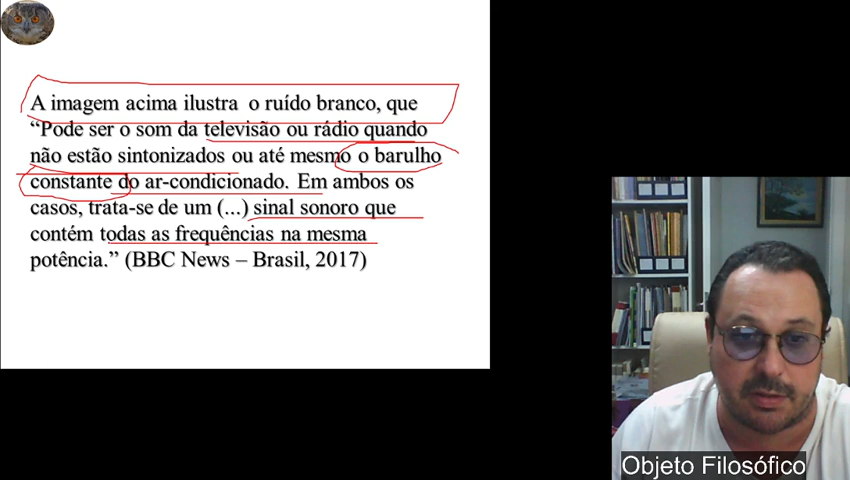 A imagem acima ilustra o ruído branco, que
“Pode ser o som da televisão ou rádio quando
não estão sintonizados ou até mesmo o barulho
constante do ar-condicionado. Em ambos os
casos, trata-se de um (...) sinal sonoro que
contém todas as frequências na mesma
potência.” (BBC News – Brasil, 2017)
Objeto Filosófico